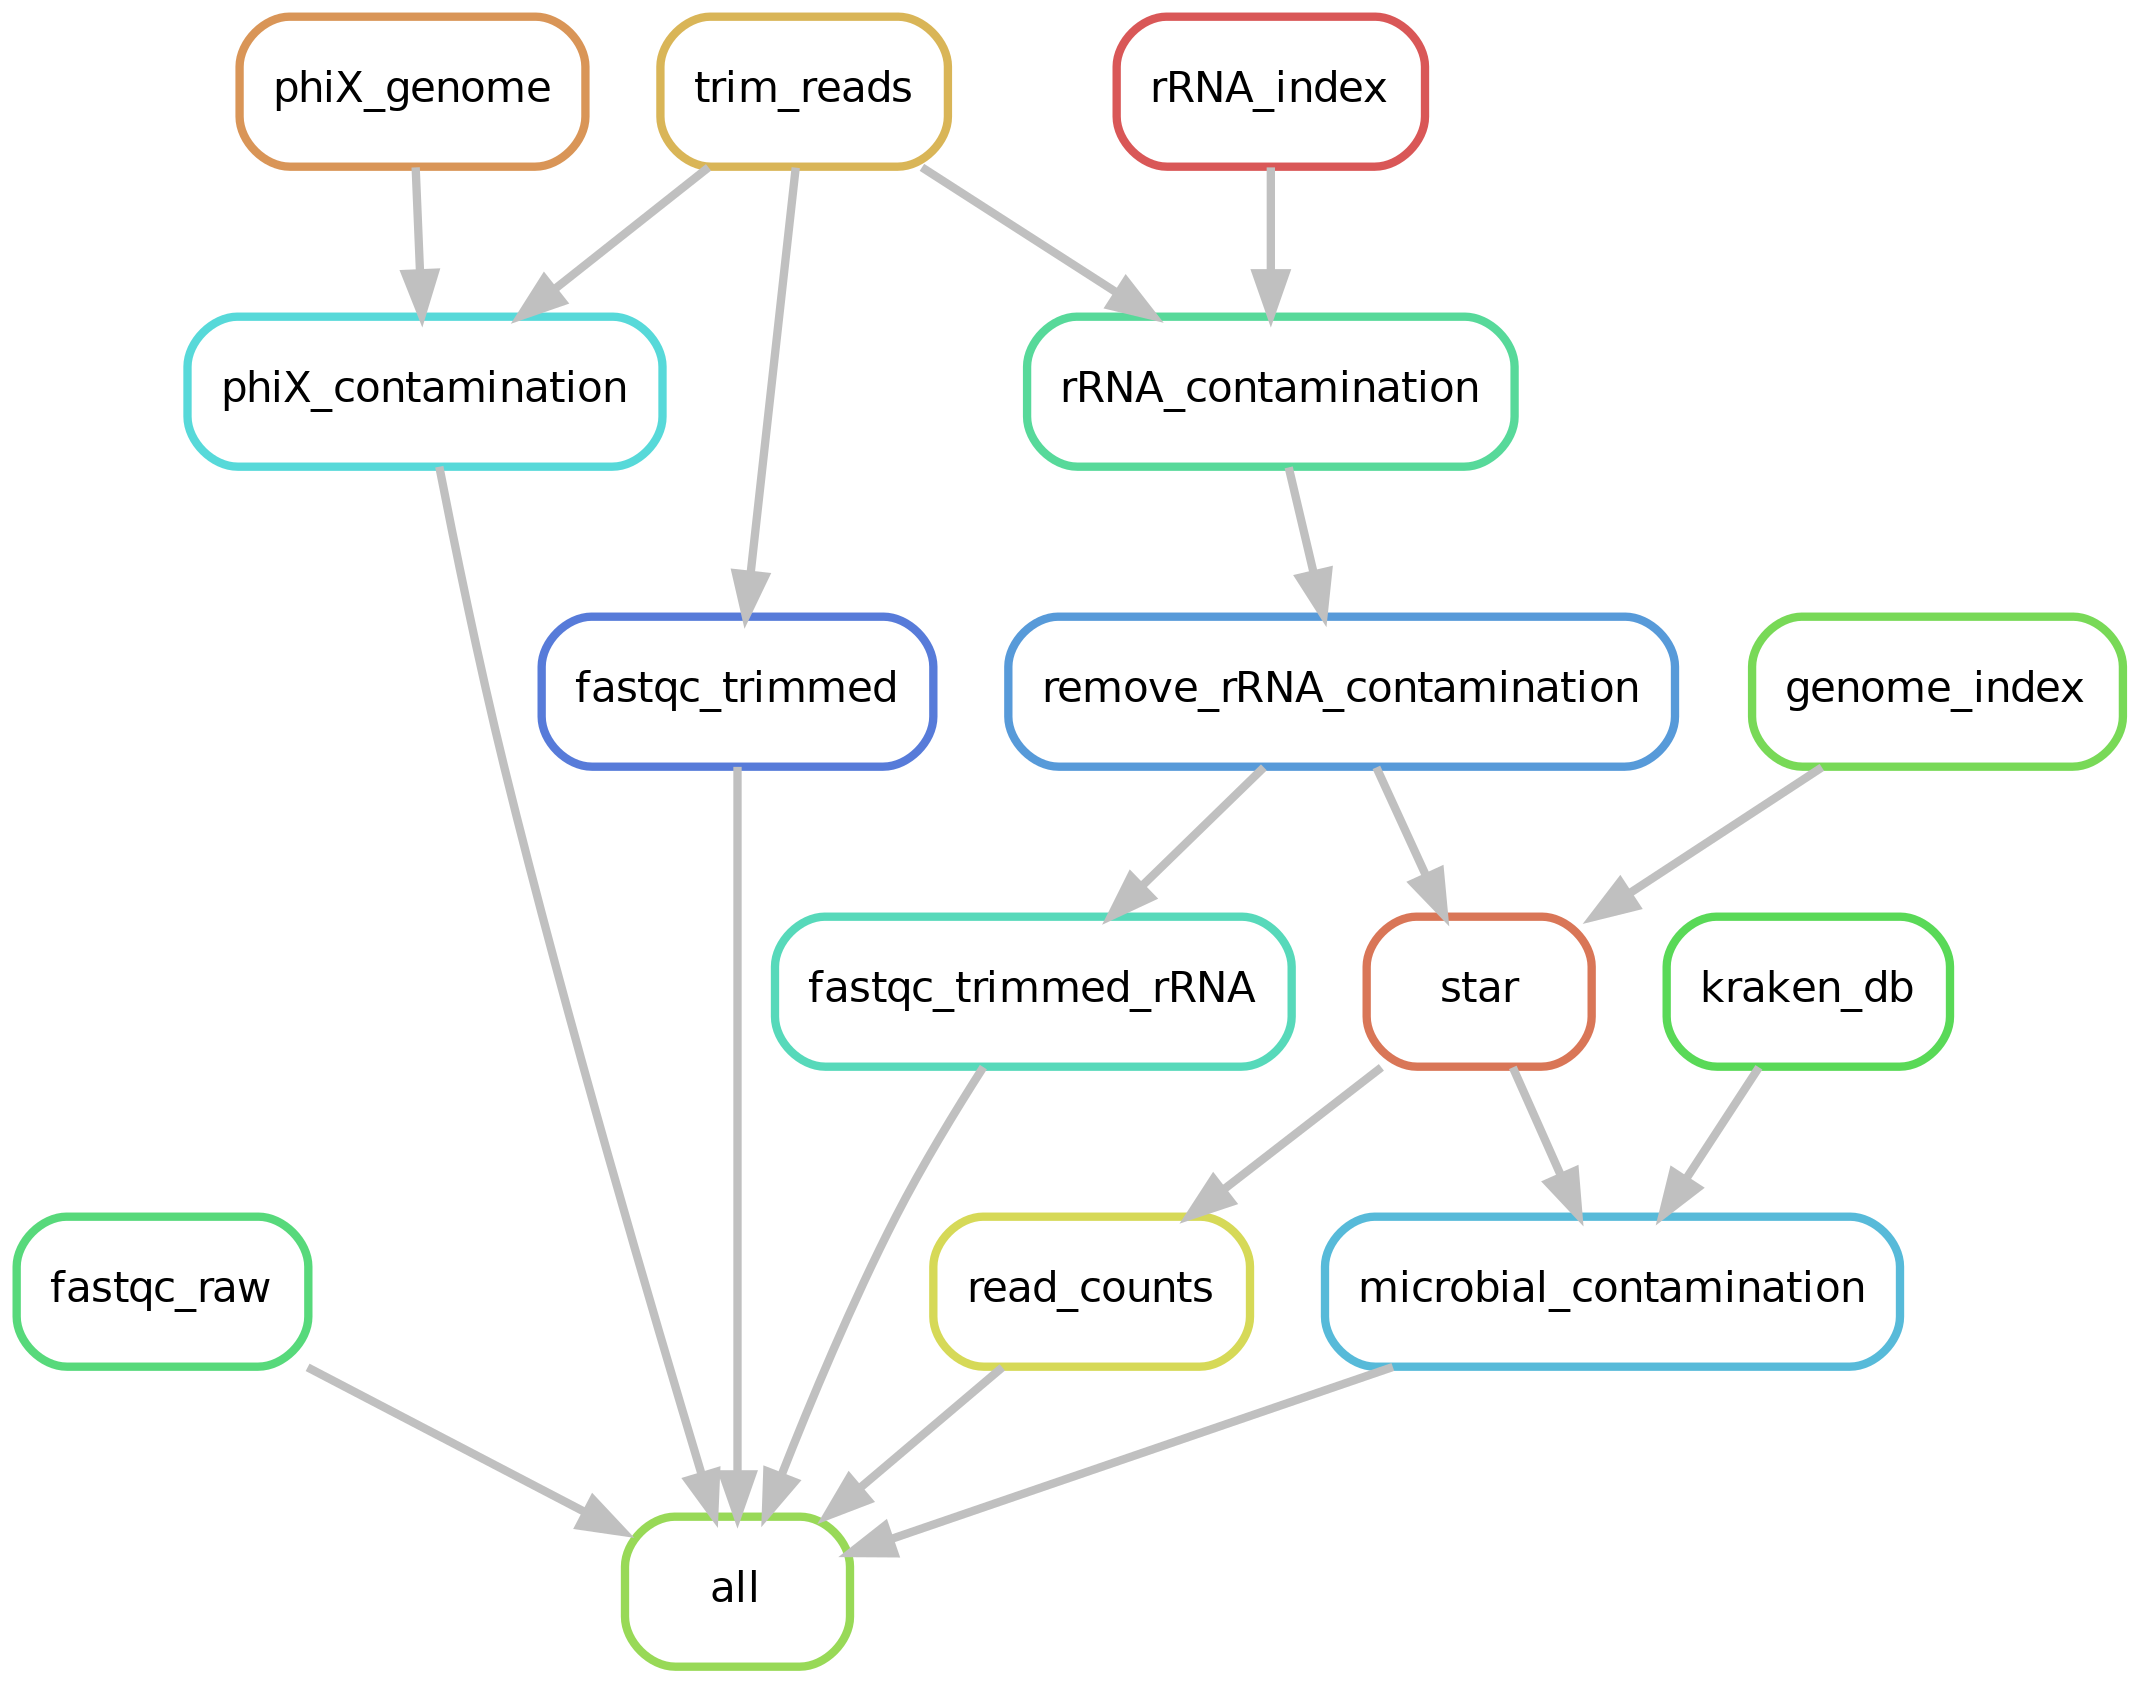 phiX_genome
trim_reads
rRNA_index
phiX_contamination
rRNA_contamination
fastqc_trimmed
remove_rRNA_contamination
genome_index
fastqc_trimmed_rRNA
star
kraken_db
fastqc_raw
read_counts
microbial_contamination
all